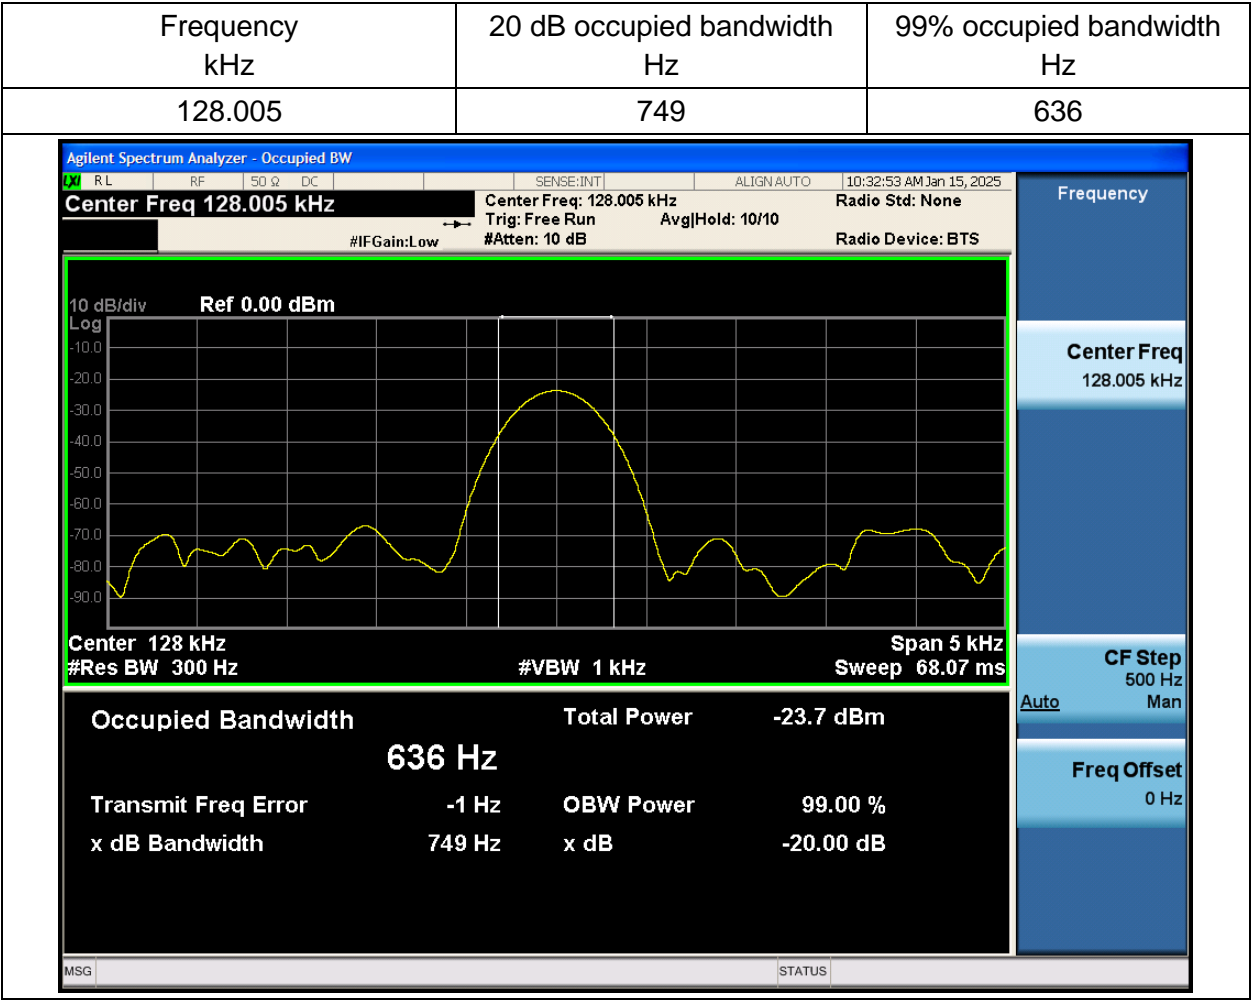 Frequency
kHz
20 dB occupied bandwidth
Hz
99% occupied bandwidth
Hz
128.005
749
636
Agilent Spectrum Analyzer - Occupied BW
LXI RL RF 50 Ω DC SENSE:INT ALIGN AUTO 10:32:53 AM Jan 15, 2025
Center Freq 128.005 kHz
Center Freq: 128.005 kHz
Radio Std: None
Trig: Free Run
Avg|Hold: 10/10
#IFGain:Low
#Atten: 10 dB
Radio Device: BTS
Frequency
10 dB/div
Ref 0.00 dBm
Log
-10.0
-20.0
-30.0
-40.0
-50.0
-60.0
-70.0
-80.0
-90.0
Center 128 kHz
Span 5 kHz
#Res BW 300 Hz
#VBW 1 kHz
Sweep 68.07 ms
Center Freq
128.005 kHz
CF Step
500 Hz
Auto Man
Freq Offset
0 Hz
Occupied Bandwidth
636 Hz
Total Power -23.7 dBm
Transmit Freq Error -1 Hz
OBW Power 99.00 %
x dB Bandwidth 749 Hz
x dB -20.00 dB
MSG
STATUS